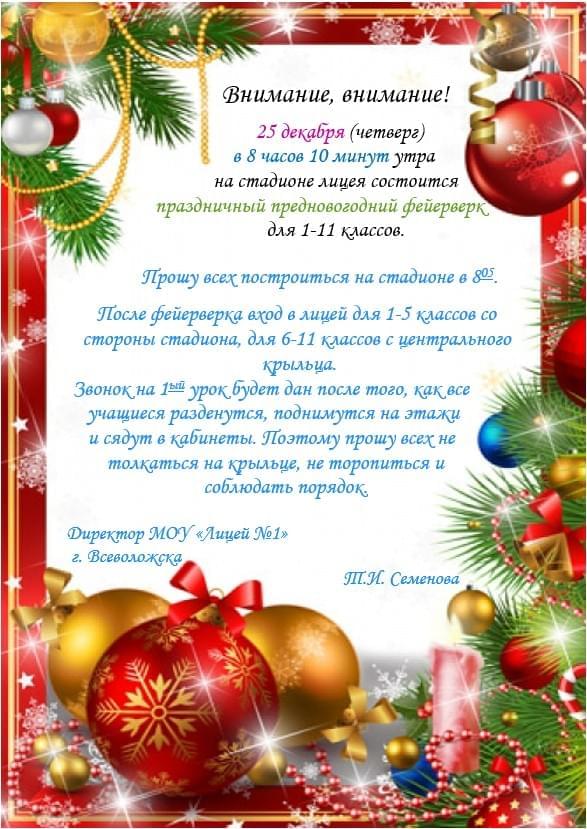 Внимание, внимание!
25 декабря (четверг)
в 8 часов 10 минут утра
на стадионе лицея состоится
праздничный предновогодний фейерверк
для 1-11 классов.
Прошу всех построиться на стадионе в 8⁰⁵.
После фейерверка вход в лицей для 1-5 классов со
стороны стадиона, для 6-11 классов с центрального
крыльца.
Звонок на 1ый урок будет дан после того, как все
учащиеся разденутся, поднимутся на этажи
и сядут в кабинеты. Поэтому прошу всех не
толкаться на крыльце, не торопиться и
соблюдать порядок.
Директор МОУ «Лицей №1»
г. Всеволожска
Т.И. Семенова